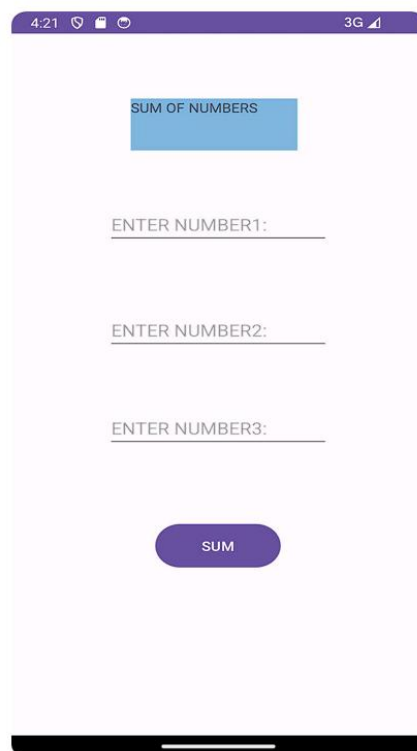 4:21 3G
SUM OF NUMBERS
ENTER NUMBER1:
ENTER NUMBER2:
ENTER NUMBER3:
SUM